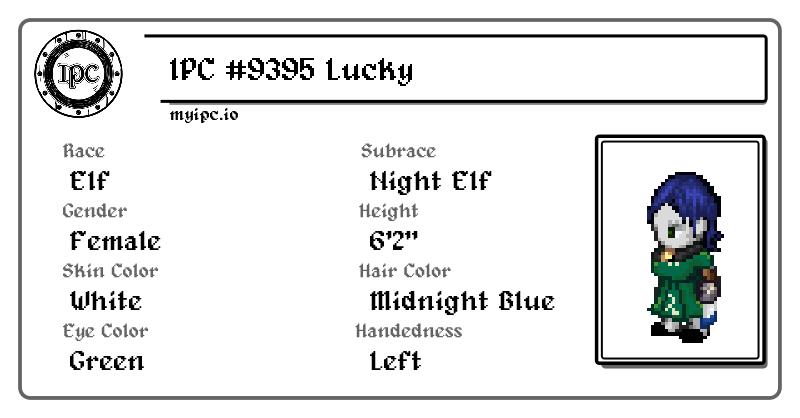 IPC
IPC #9395 Lucky
myipc.io
Race
Elf
Subrace
Night Elf
Gender
Female
Height
6'2"
Skin Color
White
Hair Color
Midnight Blue
Eye Color
Green
Handedness
Left